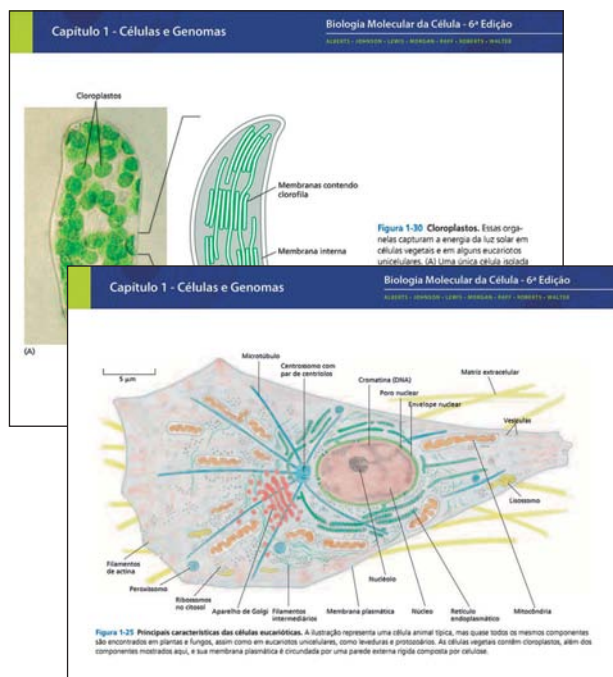 Capítulo 1 - Células e Genomas
Biologia Molecular da Célula - 6ª Edição
ALBERTS • JOHNSON • LEWIS • MORGAN • RAFF • ROBERTS • WALTER
Cloroplastos
Membranas contendo
clorofila
Membrana interna
Figura 1-30 Cloroplastos. Essas orga-
nelas capturam a energia da luz solar em
células vegetais e em alguns eucariotos
unicelulares. (A) Uma única célula isolada
(A)
Capítulo 1 - Células e Genomas
Biologia Molecular da Célula - 6ª Edição
ALBERTS • JOHNSON • LEWIS • MORGAN • RAFF • ROBERTS • WALTER
5 µm
Microtúbulo
Centrossomo com
par de centríolos
Cromatina (DNA)
Poro nuclear
Envelope nuclear
Matriz extracelular
Vesículas
Lisossomo
Filamentos
de actina
Peroxissomo
Ribossomos
no citosol
Aparelho de Golgi
Filamentos
intermediários
Membrana plasmática
Nucléolo
Núcleo
Retículo
endoplasmático
Mitocôndria
Figura 1-25 Principais características das células eucarióticas. A ilustração representa uma célula animal típica, mas quase todos os mesmos componentes
são encontrados em plantas e fungos, assim como em eucariotos unicelulares, como leveduras e protozoários. As células vegetais contêm cloroplastos, além dos
componentes mostrados aqui, e sua membrana plasmática é circundada por uma parede externa rígida composta por celulose.